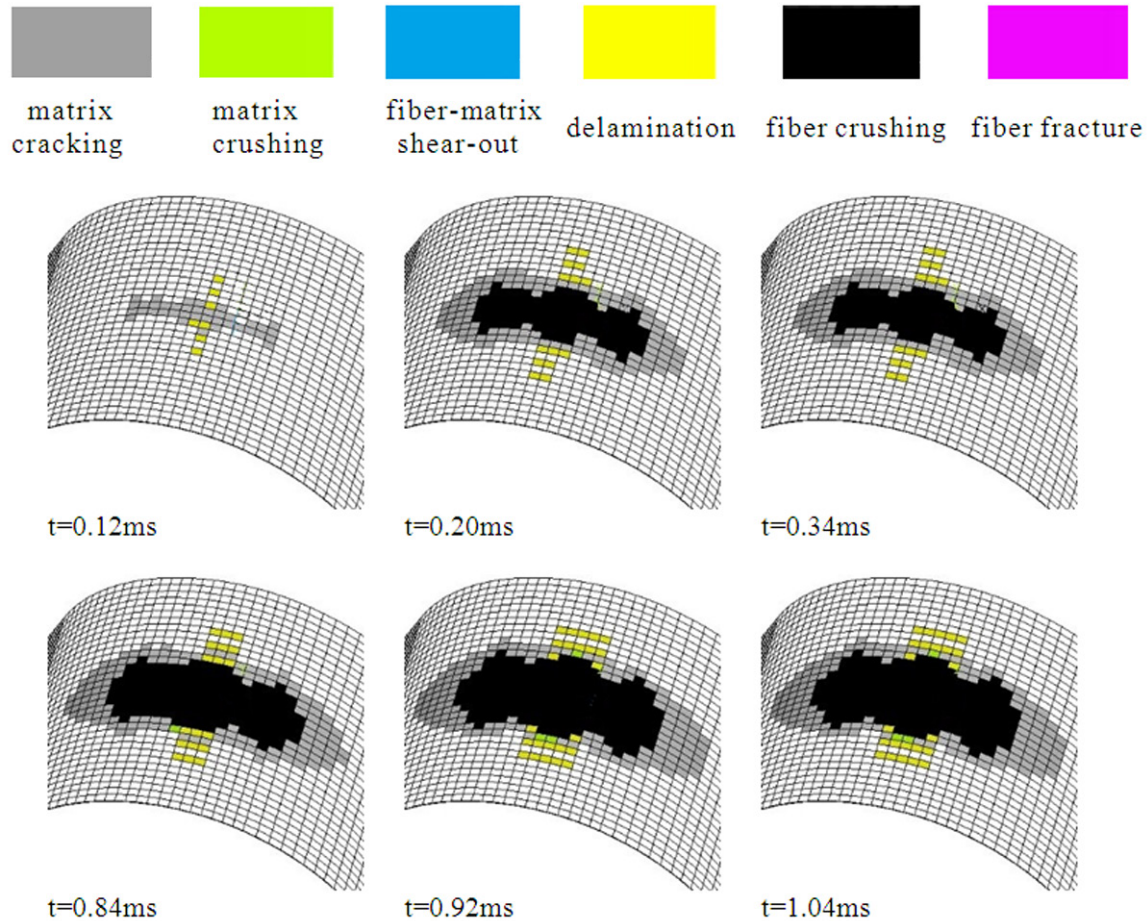 matrix
cracking
matrix
crushing
fiber-matrix
shear-out
delamination
fiber crushing
fiber fracture
t=0.12ms
t=0.20ms
t=0.34ms
t=0.84ms
t=0.92ms
t=1.04ms